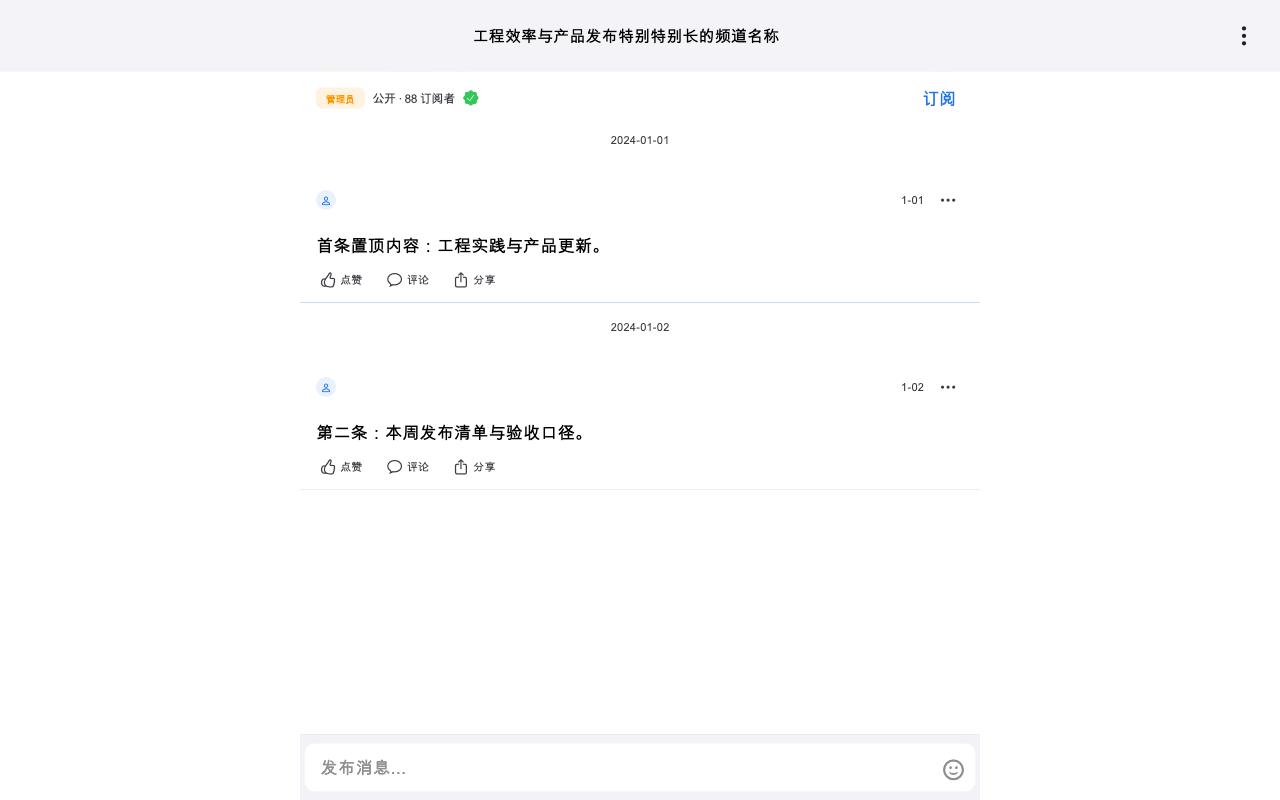 工程效率与产品发布特别特别长的频道名称
管理员 公开 · 88 订阅者 订阅
2024-01-01
1-01
首条置顶内容：工程实践与产品更新。
点赞 评论 分享
2024-01-02
1-02
第二条：本周发布清单与验收口径。
点赞 评论 分享
发布消息...